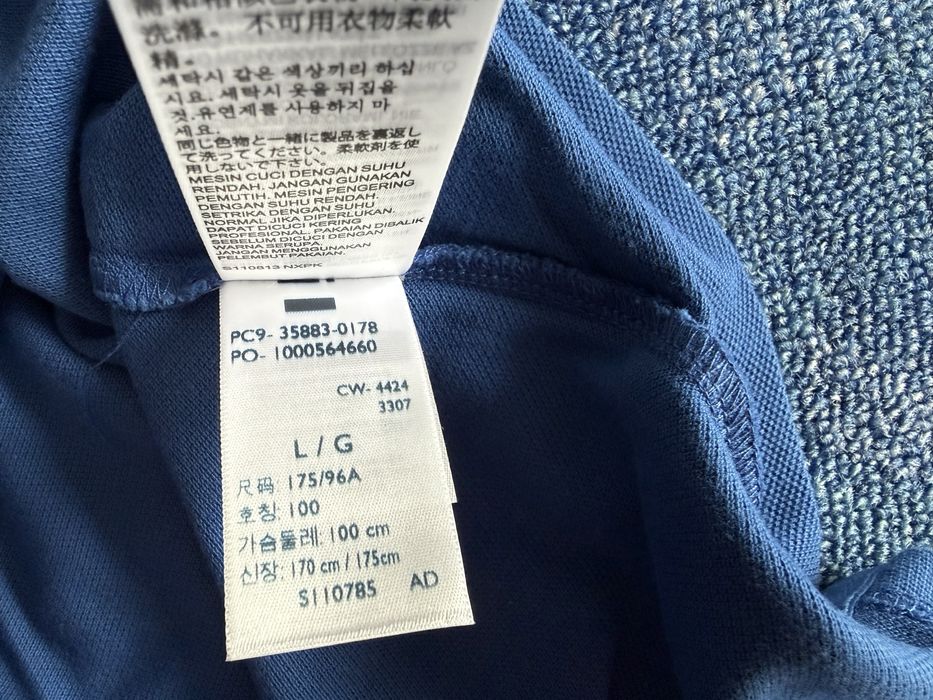 洗滌。不可用衣物柔軟
精。
세탁시 같은 색상끼리 하십
시요. 세탁시 옷을 뒤집을
것. 유연제를 사용하지 마
세요.
同じ色物と一緒に製品を裏返し
て洗ってください。柔軟剤を使
用しないで下さい。
MESIN CUCI DENGAN SUHU
RENDAH. JANGAN GUNAKAN
PEMUTIH. MESIN PENGERING
DENGAN SUHU RENDAH.
SETRIKA DENGAN SUHU
NORMAL JIKA DIPERLUKAN.
DAPAT DICUCI KERING
PROFESIONAL. PAKAIAN DIBALIK
SEBELUM DICUCI DENGAN
WARNA SERUPA.
JANGAN MENGGUNAKAN
PELEMBUT PAKAIAN.
S110813 NXPK
PC9- 35883-0178
PO- 1000564660
CW- 4424
3307
L / G
尺码 175/96A
호칭: 100
가슴둘레: 100 cm
신장: 170 cm / 175cm
S110785 AD